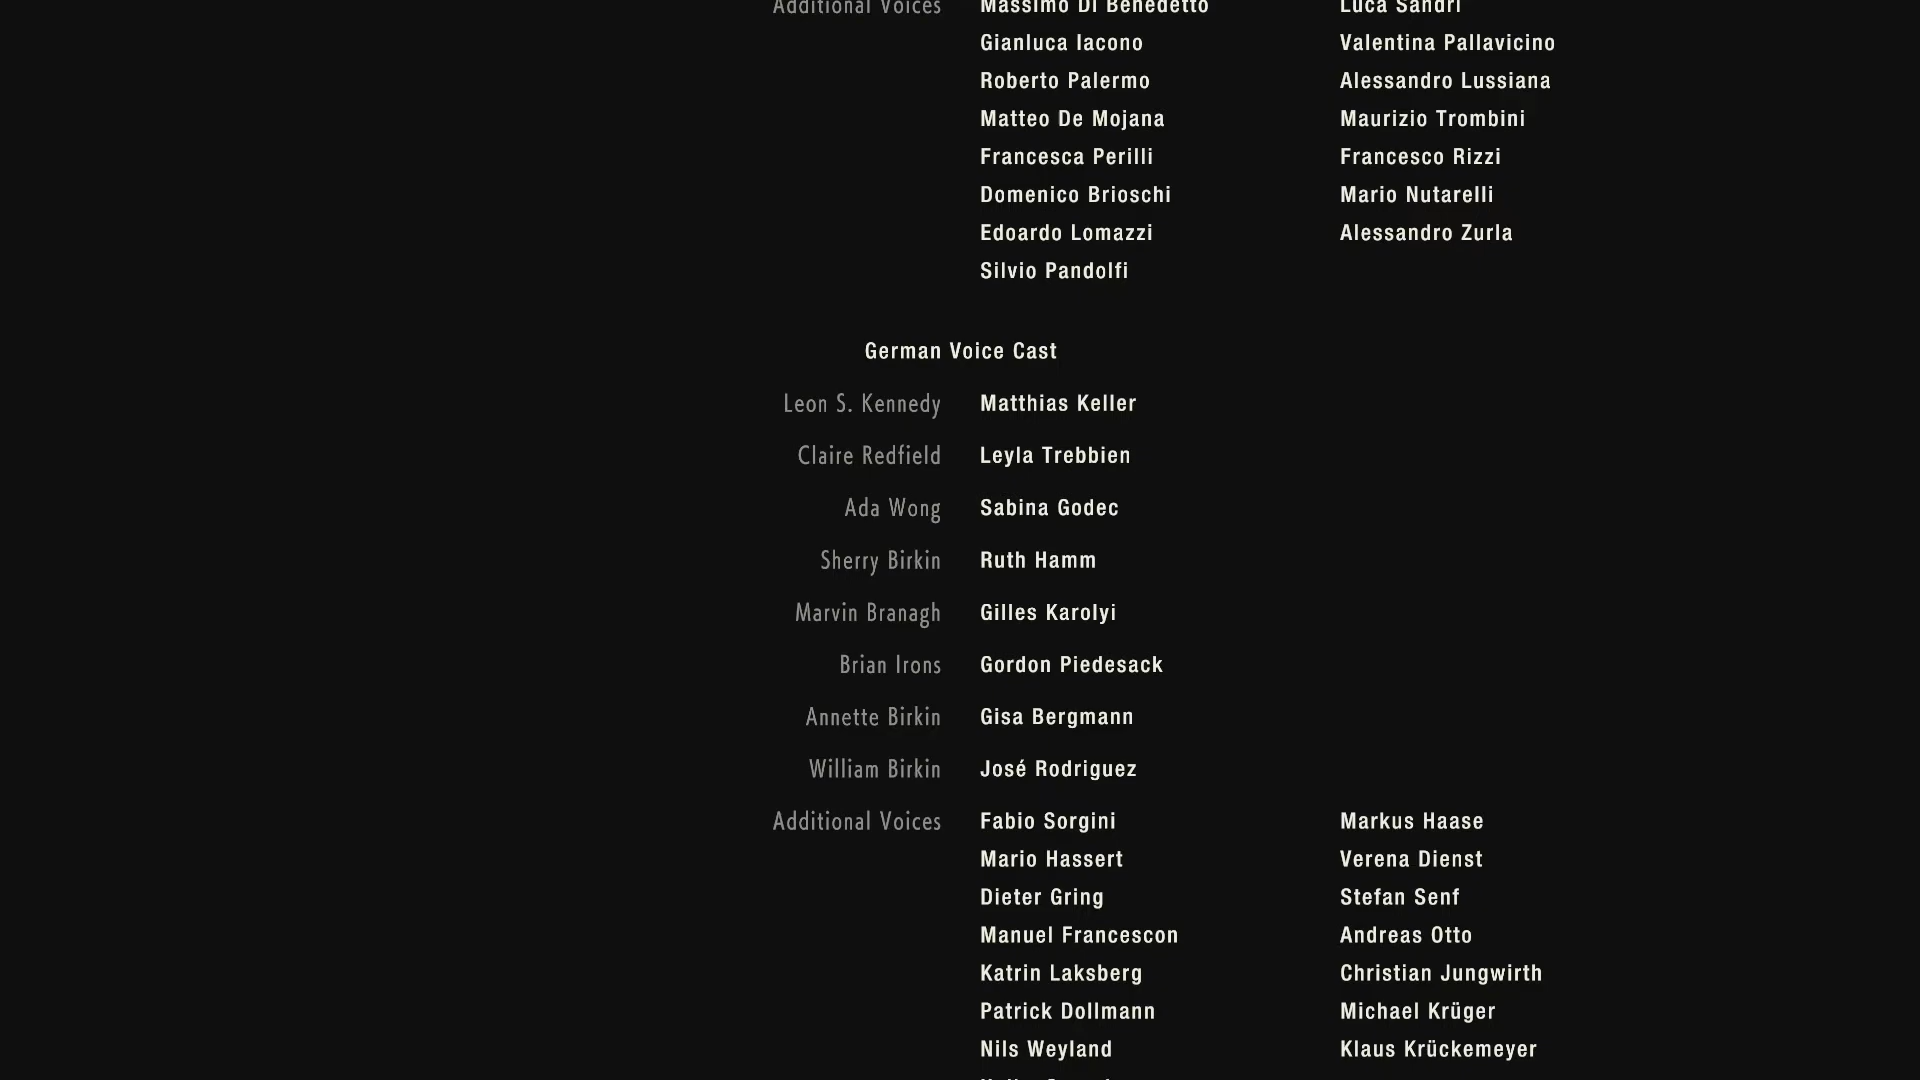 Additional Voices Massimo Di Benedetto Luca Sandri
Gianluca Iacono Valentina Pallavicino
Roberto Palermo Alessandro Lussiana
Matteo De Mojana Maurizio Trombini
Francesca Perilli Francesco Rizzi
Domenico Brioschi Mario Nutarelli
Edoardo Lomazzi Alessandro Zurla
Silvio Pandolfi
German Voice Cast
Leon S. Kennedy Matthias Keller
Claire Redfield Leyla Trebbien
Ada Wong Sabina Godec
Sherry Birkin Ruth Hamm
Marvin Branagh Gilles Karolyi
Brian Irons Gordon Piedesack
Annette Birkin Gisa Bergmann
William Birkin José Rodriguez
Additional Voices Fabio Sorgini Markus Haase
Mario Hassert Verena Dienst
Dieter Gring Stefan Senf
Manuel Francescon Andreas Otto
Katrin Laksberg Christian Jungwirth
Patrick Dollmann Michael Krüger
Nils Weyland Klaus Krückemeyer